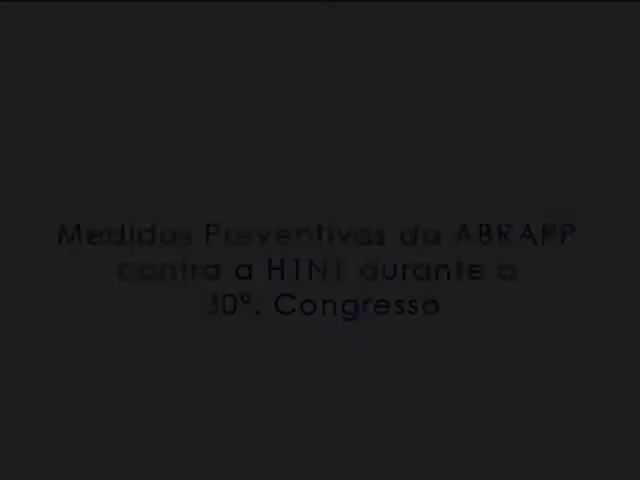 Medidas Preventivas da ABRAPP
contra a H1N1 durante o
30º. Congresso